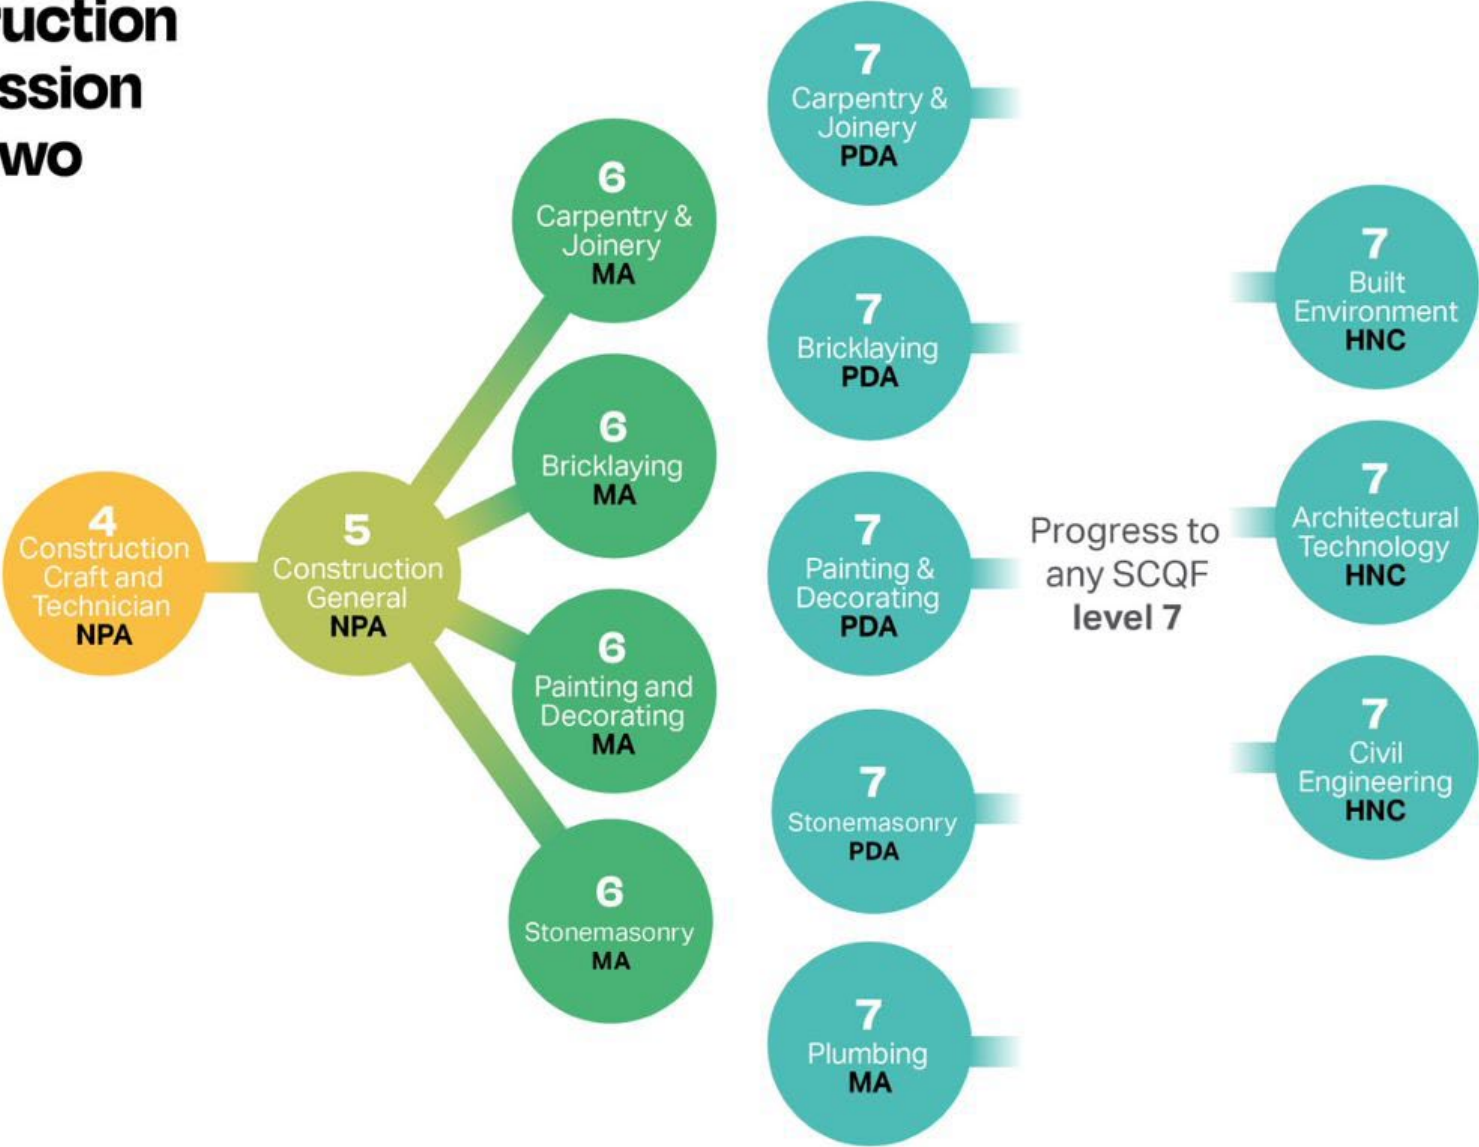 ruction
ssion
wo
4
Construction
Craft and
Technician
NPA
5
Construction
General
NPA
6
Carpentry &
Joinery
MA
6
Bricklaying
MA
6
Painting and
Decorating
MA
6
Stonemasonry
MA
7
Carpentry &
Joinery
PDA
7
Bricklaying
PDA
7
Painting &
Decorating
PDA
7
Stonemasonry
PDA
7
Plumbing
MA
Progress to
any SCQF
level 7
7
Built
Environment
HNC
7
Architectural
Technology
HNC
7
Civil
Engineering
HNC